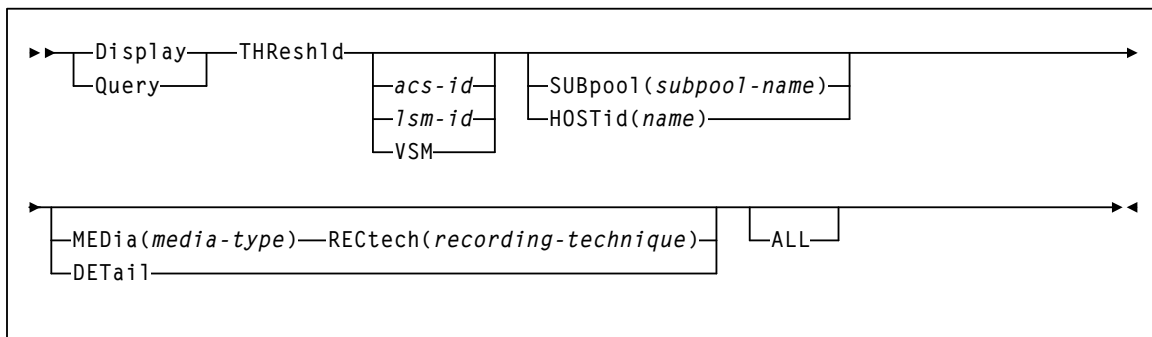 Display THReshld
Query acs-id SUBpool(subpool-name)
lsm-id HOSTid(name)
VSM
MEDia(media-type) RECtech(recording-technique) ALL
DETail